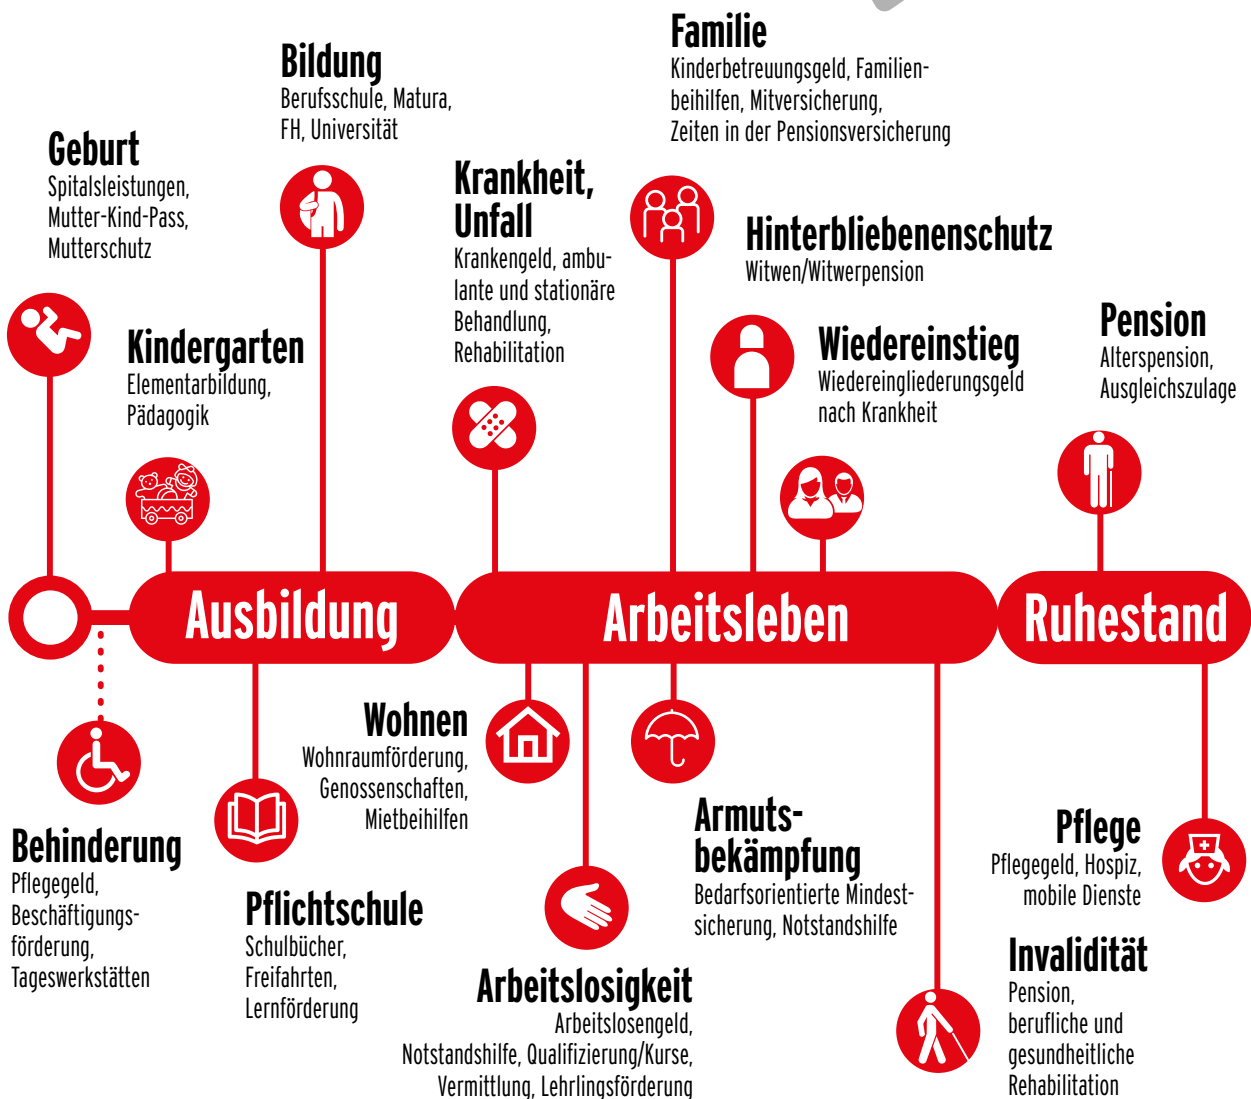 Familie
Kinderbetreuungsgeld, Familien-
beihilfen, Mitversicherung,
Zeiten in der Pensionsversicherung
Bildung
Berufsschule, Matura,
FH, Universität
Geburt
Spitalsleistungen,
Mutter-Kind-Pass,
Mutterschutz
Krankheit,
Unfall
Krankengeld, ambu-
lante und stationäre
Behandlung,
Rehabilitation
Hinterbliebenenschutz
Witwen/Witwerpension
Kindergarten
Elementarbildung,
Pädagogik
Wiedereinstieg
Wiedereingliederungsgeld
nach Krankheit
Pension
Alterspension,
Ausgleichszulage
Ausbildung
Arbeitsleben
Ruhestand
Behinderung
Pflegegeld,
Beschäftigungs-
förderung,
Tageswerkstätten
Pflichtschule
Schulbücher,
Freifahrten,
Lernförderung
Wohnen
Wohnraumförderung,
Genossenschaften,
Mietbeihilfen
Arbeitslosigkeit
Arbeitslosengeld,
Notstandshilfe, Qualifizierung/Kurse,
Vermittlung, Lehrlingsförderung
Armuts-
bekämpfung
Bedarfsorientierte Mindest-
sicherung, Notstandshilfe
Pflege
Pflegegeld, Hospiz,
mobile Dienste
Invalidität
Pension,
berufliche und
gesundheitliche
Rehabilitation